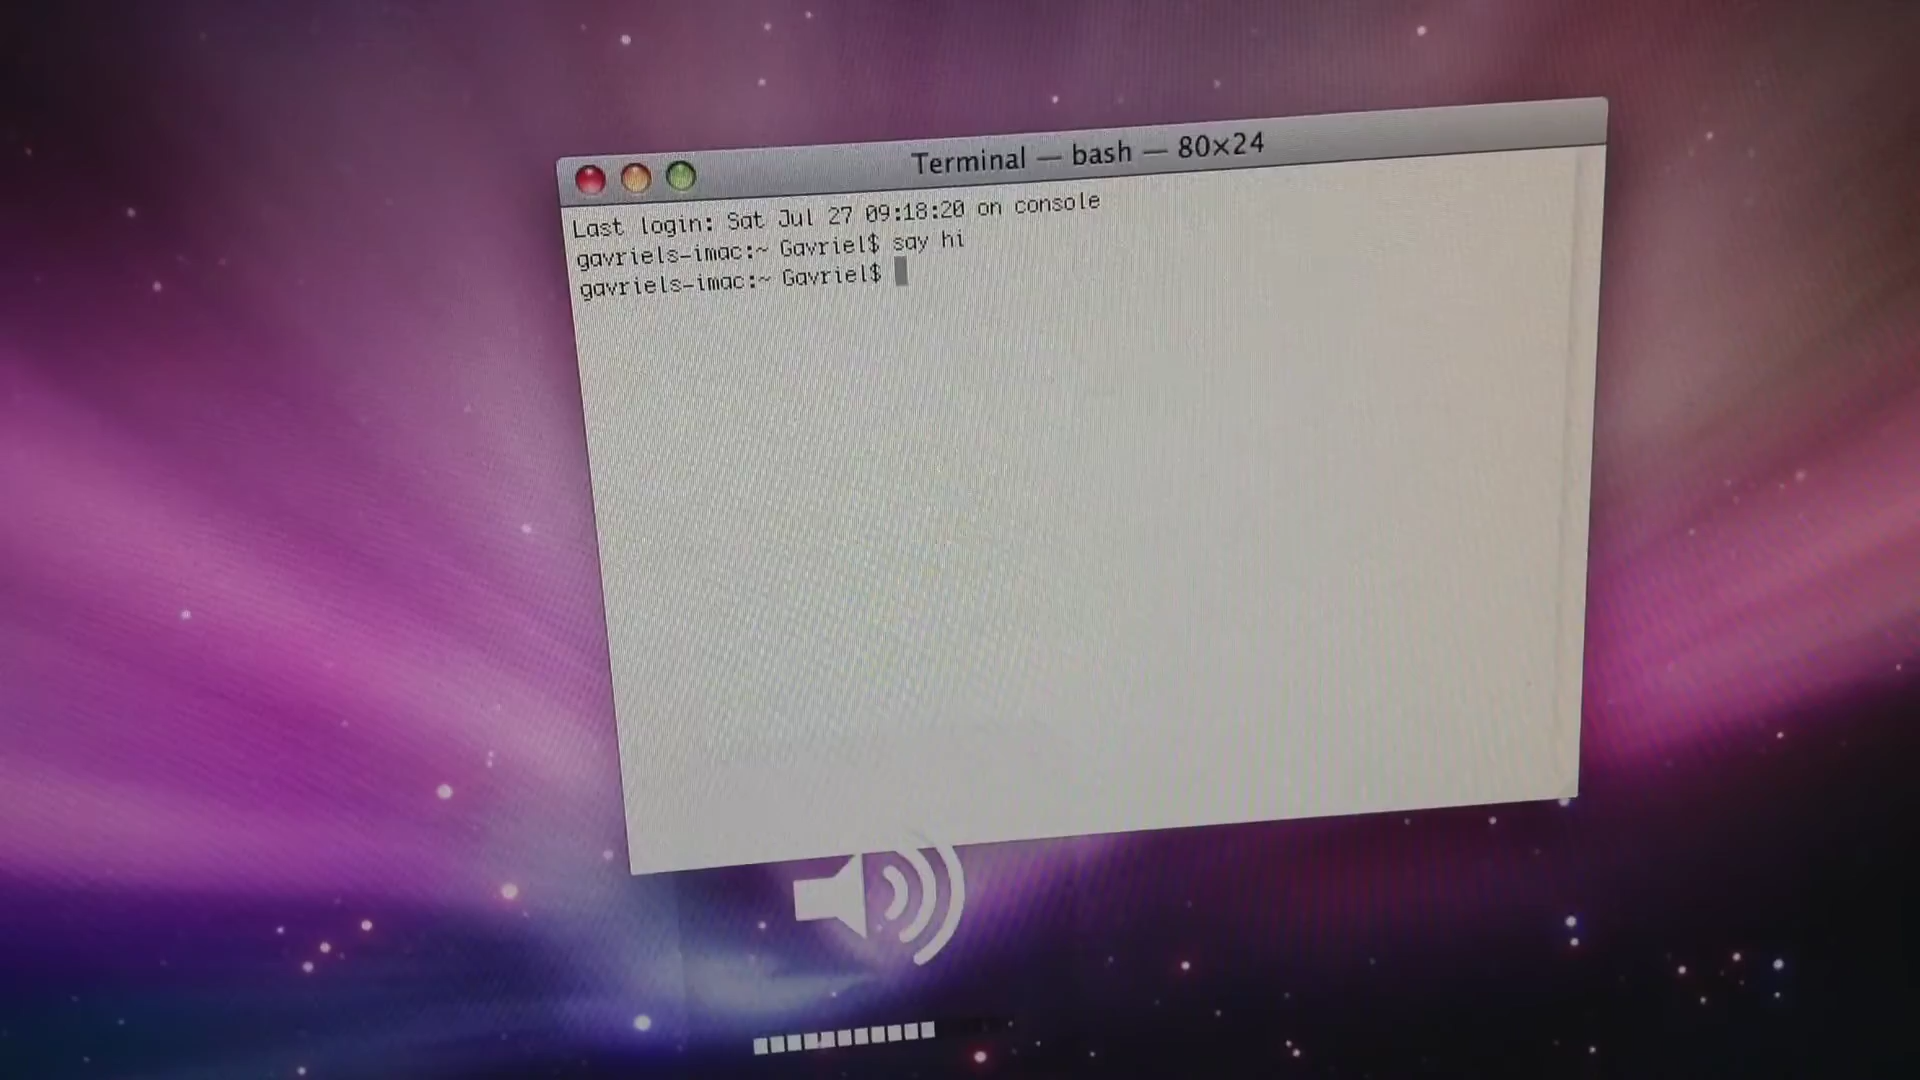 Terminal — bash — 80×24
Last login: Sat Jul 27 09:18:20 on console
gavriels-imac:~ Gavriel$ say hi
gavriels-imac:~ Gavriel$